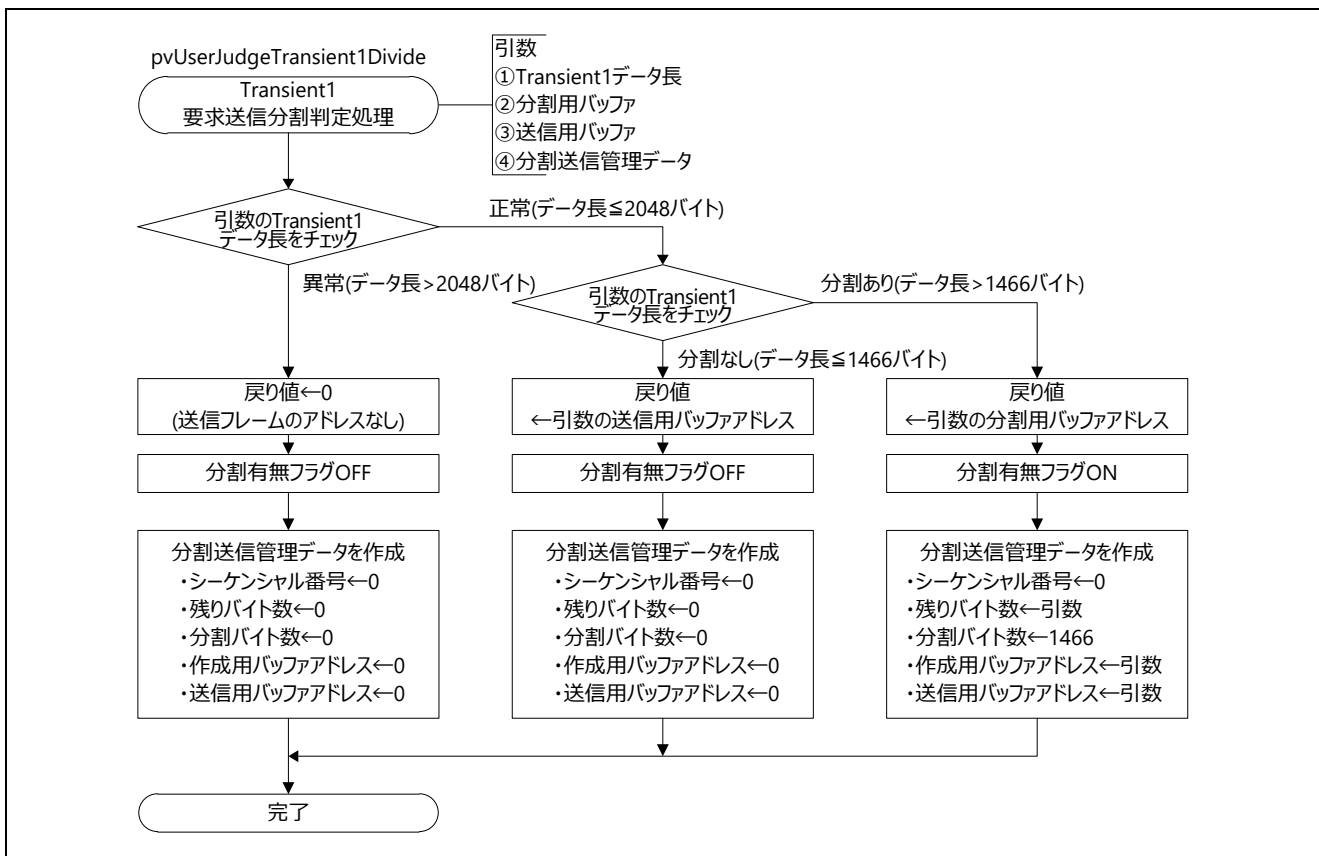 pvUserJudgeTransient1Divide
Transient1
要求送信分割判定処理
引数
①Transient1データ長
②分割用バッファ
③送信用バッファ
④分割送信管理データ
引数のTransient1
データ長をチェック
正常(データ長≦2048バイト)
異常(データ長>2048バイト)
引数のTransient1
データ長をチェック
分割あり(データ長>1466バイト)
分割なし(データ長≦1466バイト)
戻り値←0
(送信フレームのアドレスなし)
分割有無フラグOFF
分割送信管理データを作成
・シーケンシャル番号←0
・残りバイト数←0
・分割バイト数←0
・作成用バッファアドレス←0
・送信用バッファアドレス←0
戻り値
←引数の送信用バッファアドレス
分割有無フラグOFF
分割送信管理データを作成
・シーケンシャル番号←0
・残りバイト数←0
・分割バイト数←0
・作成用バッファアドレス←0
・送信用バッファアドレス←0
戻り値
←引数の分割用バッファアドレス
分割有無フラグON
分割送信管理データを作成
・シーケンシャル番号←0
・残りバイト数←引数
・分割バイト数←1466
・作成用バッファアドレス←引数
・送信用バッファアドレス←引数
完了